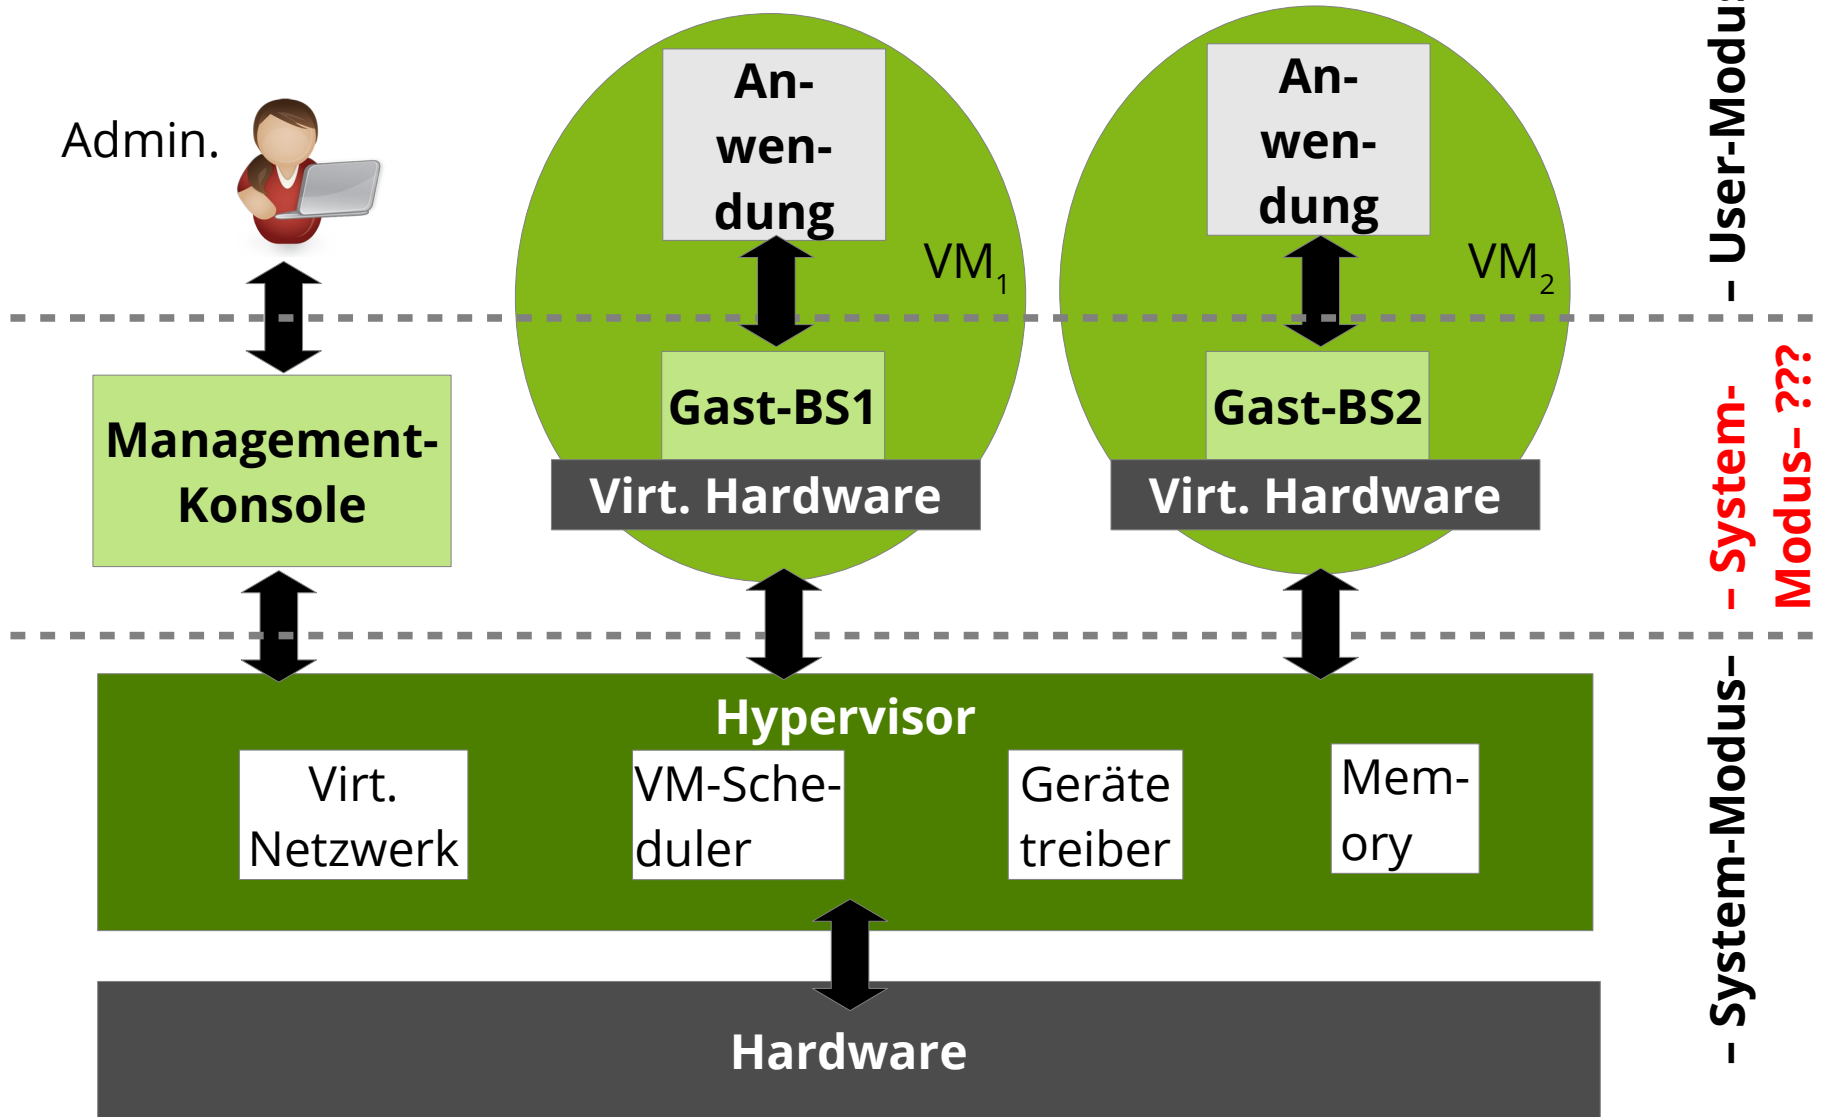 Admin.
An-
wen-
dung
VM1
An-
wen-
dung
VM2
– User-Modus
Management-
Konsole
Gast-BS1
Virt. Hardware
Gast-BS2
Virt. Hardware
– System-
Modus– ???
Hypervisor
Virt.
Netzwerk
VM-Sche-
duler
Geräte
treiber
Mem-
ory
– System-Modus–
Hardware